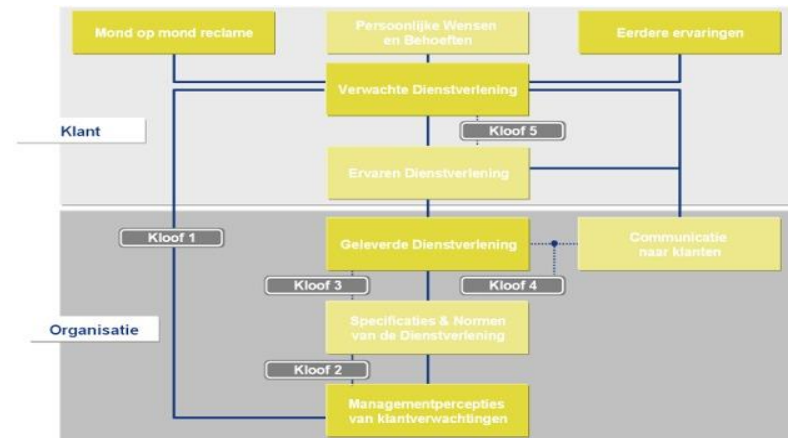 Mond op mond reclame
Persoonlijke Wensen
en Behoeften
Eerdere ervaringen
Verwachte Dienstverlening
Klant
Kloof 5
Ervaren Dienstverlening
Kloof 1
Geleverde Dienstverlening
Communicatie
naar klanten
Kloof 3
Kloof 4
Organisatie
Specificaties & Normen
van de Dienstverlening
Kloof 2
Managementpercepties
van klantverwachtingen